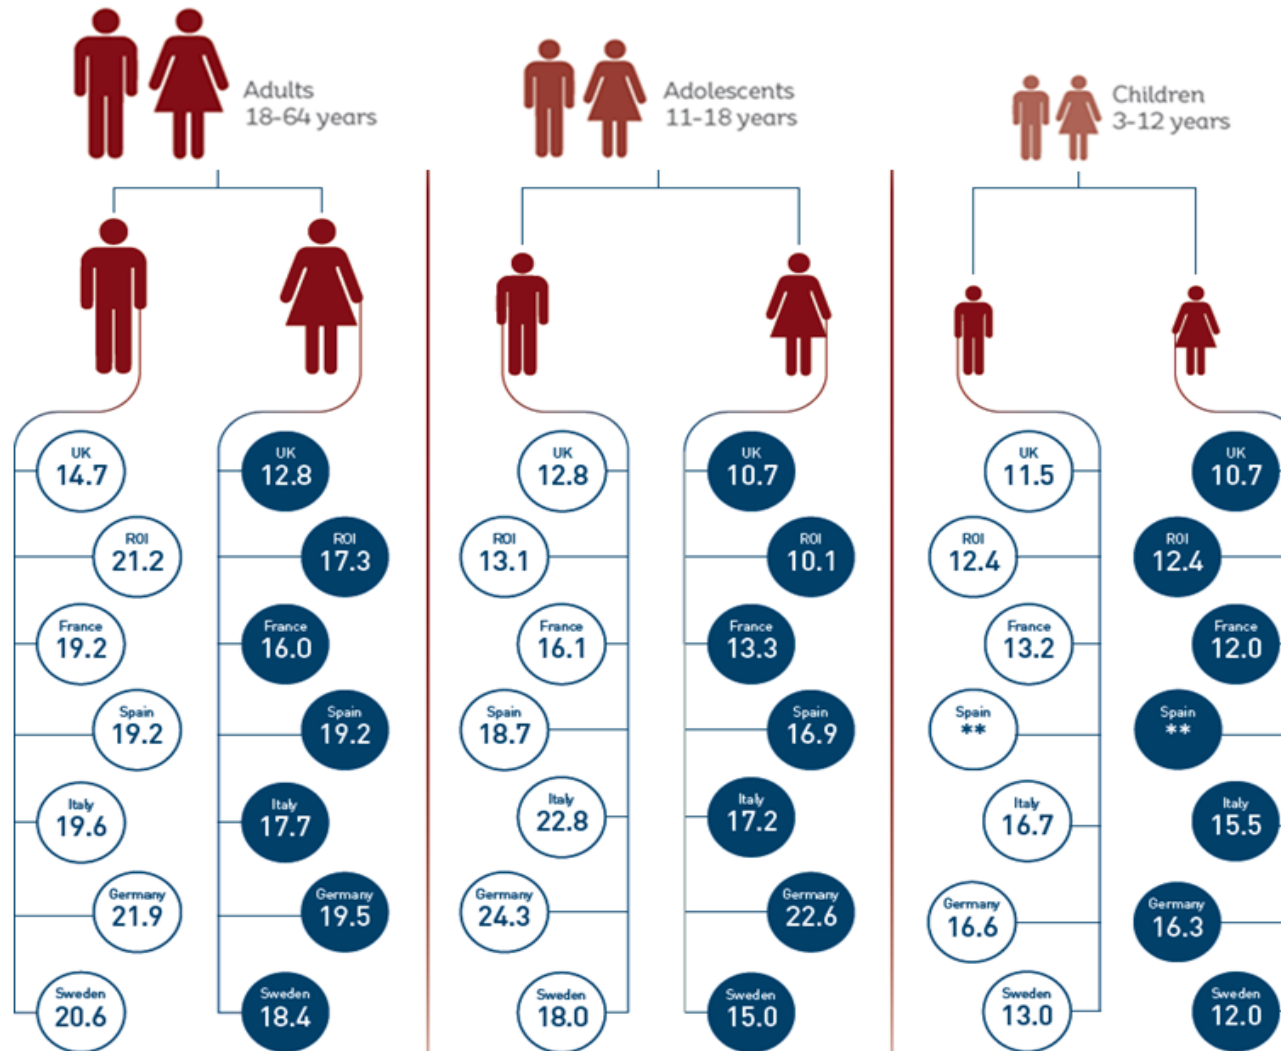 Adults
18-64 years
Adolescents
11-18 years
Children
3-12 years
UK
14.7
ROI
21.2
France
19.2
Spain
19.2
Italy
19.6
Germany
21.9
Sweden
20.6
UK
12.8
ROI
17.3
France
16.0
Spain
19.2
Italy
17.7
Germany
19.5
Sweden
18.4
UK
12.8
ROI
13.1
France
16.1
Spain
18.7
Italy
22.8
Germany
24.3
Sweden
18.0
UK
10.7
ROI
10.1
France
13.3
Spain
16.9
Italy
17.2
Germany
22.6
Sweden
15.0
UK
11.5
ROI
12.4
France
13.2
Spain
**
Italy
16.7
Germany
16.6
Sweden
13.0
UK
10.7
ROI
12.4
France
12.0
Spain
**
Italy
15.5
Germany
16.3
Sweden
12.0